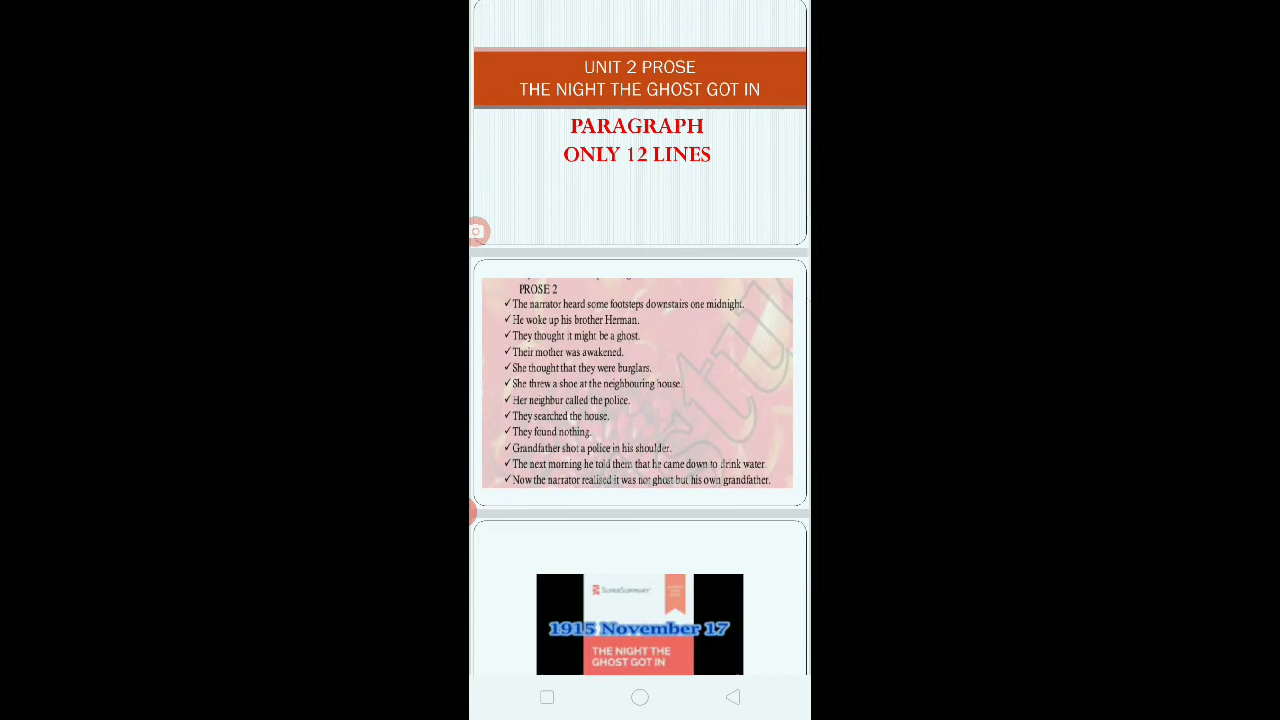 UNIT 2 PROSE
THE NIGHT THE GHOST GOT IN
PARAGRAPH
ONLY 12 LINES
PROSE 2
✓The narrator heard some footsteps downstairs one midnight.
✓He woke up his brother Herman.
✓They thought it might be a ghost.
✓Their mother was awakened.
✓She thought that they were burglars.
✓She threw a shoe at the neighbouring house.
✓Her neighbur called the police.
✓They searched the house.
✓They found nothing.
✓Grandfather shot a police in his shoulder.
✓The next morning he told them that he came down to drink water.
✓Now the narrator realised it was not ghost but his own grandfather.
SUPERSUMMARY
1915 November 17
THE NIGHT THE
GHOST GOT IN